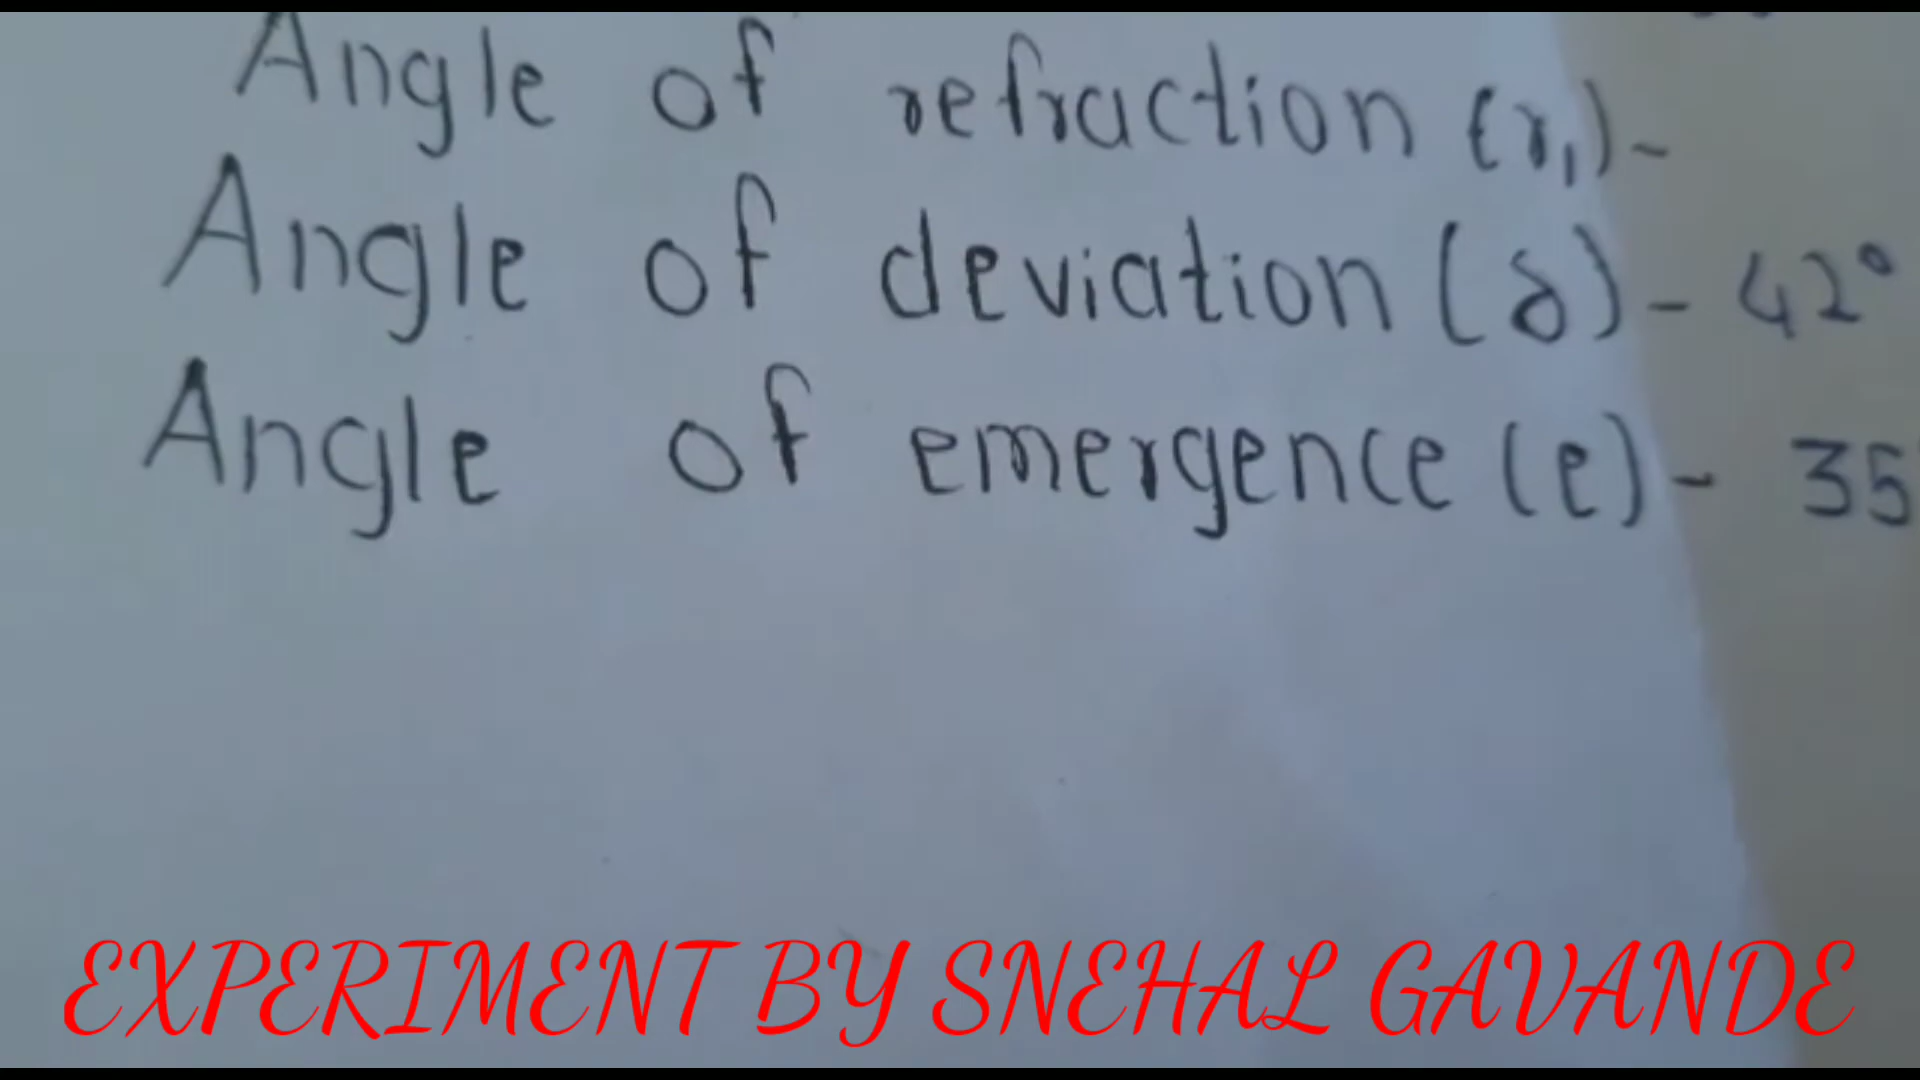 Angle of refraction (r₁) -
Angle of deviation (δ) - 42°
Angle of emergence (e) - 35
EXPERIMENT BY SNEHAL GAVANDE